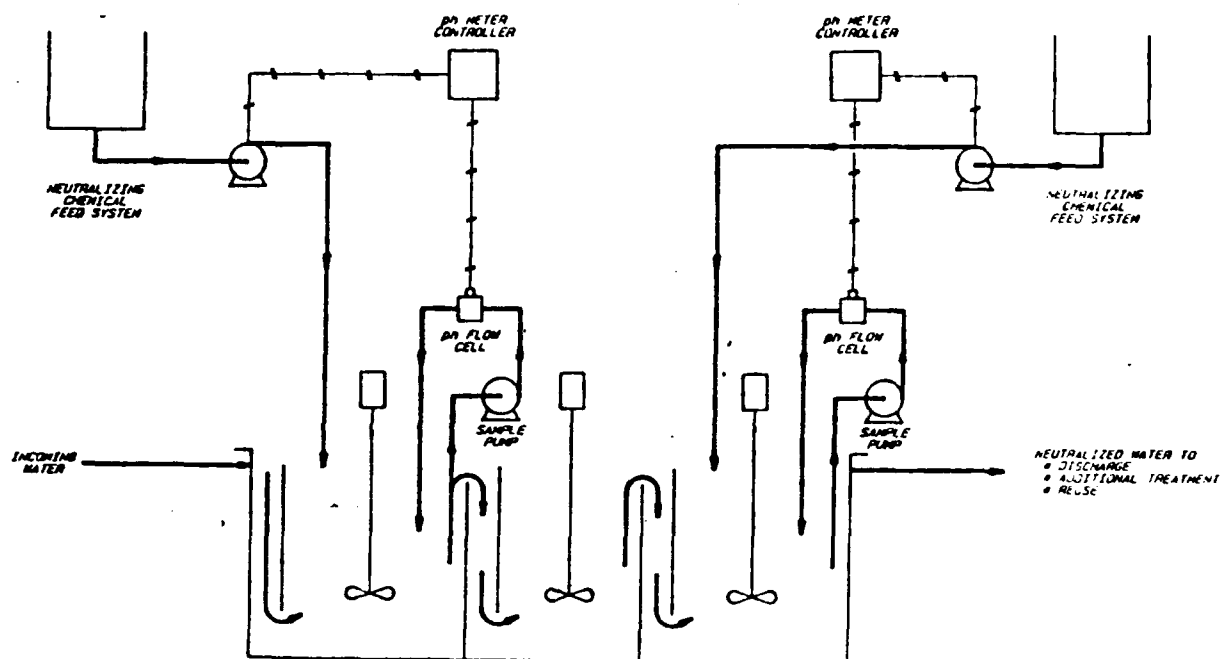 ph METER
CONTROLLER
ph METER
CONTROLLER
NEUTRALIZING
CHEMICAL
FEED SYSTEM
NEUTRALIZING
CHEMICAL
FEED SYSTEM
ph FLOW
CELL
ph FLOW
CELL
SAMPLE
PUMP
SAMPLE
PUMP
INCOMING
WATER
NEUTRALIZED WATER TO
DISCHARGE
ADDITIONAL TREATMENT
REUSE